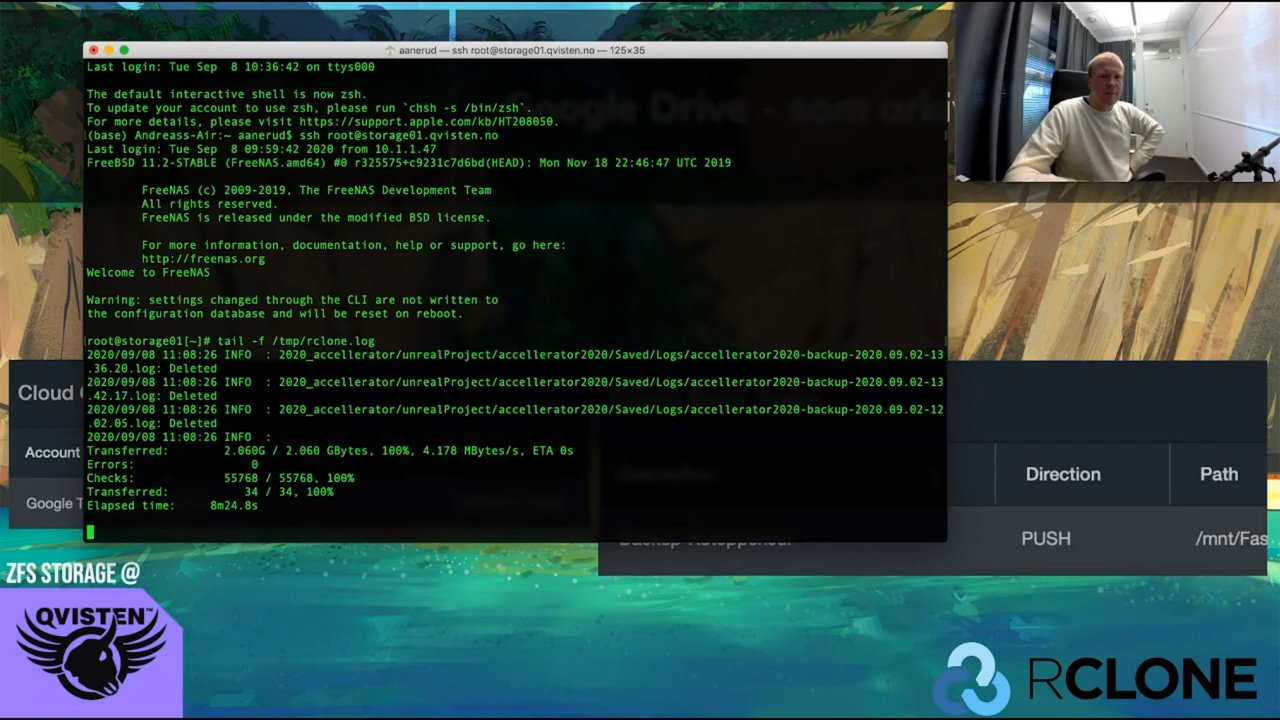 aanerud — ssh root@storage01.qvisten.no — 125×35
Last login: Tue Sep  8 10:36:42 on ttys000
The default interactive shell is now zsh.
To update your account to use zsh, please run `chsh -s /bin/zsh`.
For more details, please visit https://support.apple.com/kb/HT208050.
(base) Andreass-Air:~ aanerud$ ssh root@storage01.qvisten.no
Last login: Tue Sep  8 09:59:42 2020 from 10.1.1.47
FreeBSD 11.2-STABLE (FreeNAS.amd64) #0 r325575+c9231c7d6bd(HEAD): Mon Nov 18 22:46:47 UTC 2019
FreeNAS (c) 2009-2019, The FreeNAS Development Team
All rights reserved.
FreeNAS is released under the modified BSD license.
For more information, documentation, help or support, go here:
http://freenas.org
Welcome to FreeNAS
Warning: settings changed through the CLI are not written to
the configuration database and will be reset on reboot.
root@storage01[~]# tail -f /tmp/rclone.log
2020/09/08 11:08:26 INFO  : 2020_accellerator/unrealProject/accellerator2020/Saved/Logs/accellerator2020-backup-2020.09.02-13
.36.20.log: Deleted
2020/09/08 11:08:26 INFO  : 2020_accellerator/unrealProject/accellerator2020/Saved/Logs/accellerator2020-backup-2020.09.02-13
.42.17.log: Deleted
2020/09/08 11:08:26 INFO  : 2020_accellerator/unrealProject/accellerator2020/Saved/Logs/accellerator2020-backup-2020.09.02-12
.02.05.log: Deleted
2020/09/08 11:08:26 INFO  :
Transferred:        2.060G / 2.060 GBytes, 100%, 4.178 MBytes/s, ETA 0s
Errors:                 0
Checks:             55768 / 55768, 100%
Transferred:           34 / 34, 100%
Elapsed time:     8m24.8s
Google Drive -
Cloud
Account
Google T
Direction
Path
PUSH
/mnt/Fas
ZFS STORAGE @
QVISTEN™
RCLONE